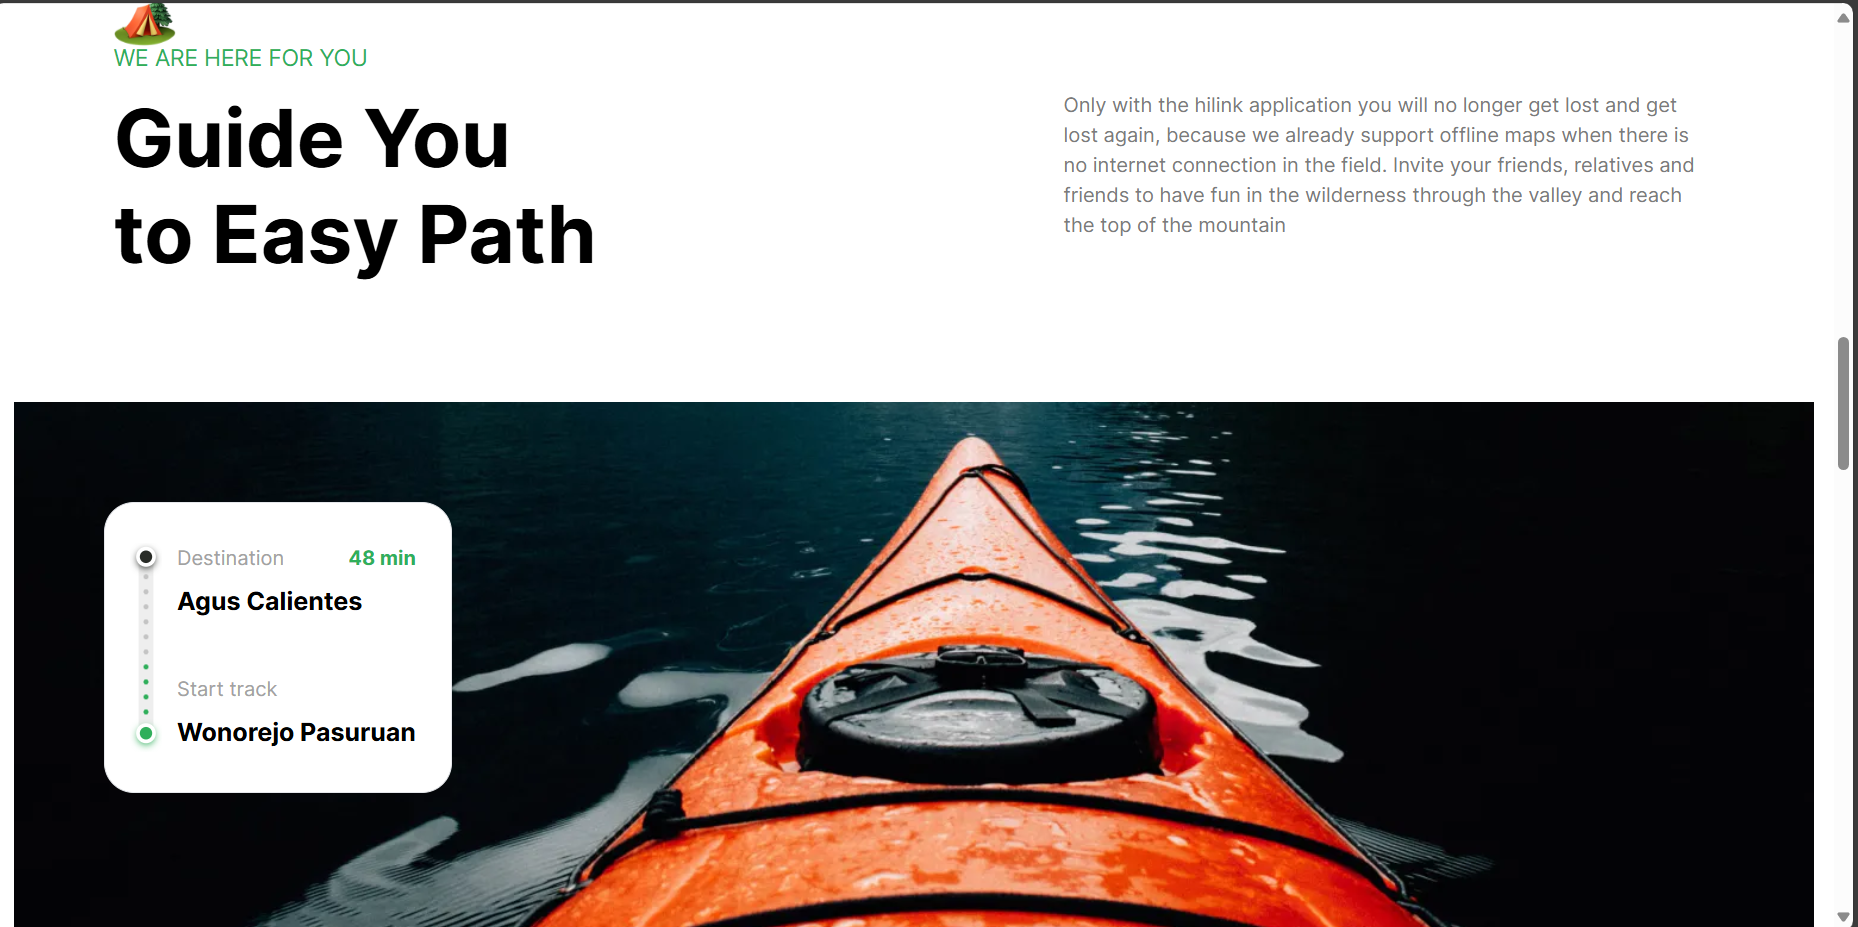 WE ARE HERE FOR YOU
Guide You
to Easy Path
Only with the hilink application you will no longer get lost and get
lost again, because we already support offline maps when there is
no internet connection in the field. Invite your friends, relatives and
friends to have fun in the wilderness through the valley and reach
the top of the mountain
Destination 48 min
Agus Calientes
Start track
Wonorejo Pasuruan